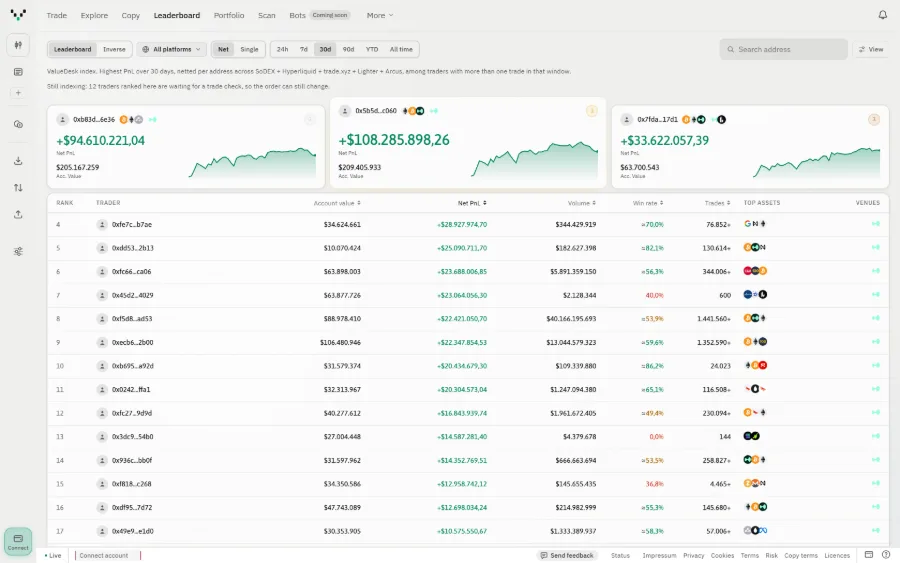 Trade Explore Copy Leaderboard Portfolio Scan Bots Coming soon More
Leaderboard Inverse All platforms Net Single 24h 7d 30d 90d YTD All time Search address View
ValueDesk index. Highest PnL over 30 days, netted per address across SoDEX + Hyperliquid + trade.xyz + Lighter + Arcus, among traders with more than one trade in that window.
Still indexing: 12 traders ranked here are waiting for a trade check, so the order can still change.
0xb83d...6e36
+$94.610.221,04
Net PnL
$205.167.259
Acc. Value
0x5b5d...c060 1
+$108.285.898,26
Net PnL
$209.405.933
Acc. Value
0x7fda...17d1 3
+$33.622.057,39
Net PnL
$63.700.543
Acc. Value
RANK TRADER Account value Net PnL Volume Win rate Trades TOP ASSETS VENUES
4 0xfe7c...b7ae $34.624.661 +$28.927.974,70 $344.429.919 ≈70,0% 76.852+
5 0xdd53...2b13 $10.070.424 +$25.090.711,70 $182.627.398 ≈82,1% 130.614+
6 0xfc66...ca06 $63.898.003 +$23.688.006,85 $5.891.359.150 ≈56,3% 344.006+
7 0x45d2...4029 $63.877.726 +$23.064.056,30 $2.128.344 40,0% 600
8 0xf5d8...ad53 $88.978.410 +$22.421.050,70 $40.166.195.693 ≈53,9% 1.441.560+
9 0xecb6...2b00 $106.480.946 +$22.347.854,53 $13.044.579.323 ≈59,6% 1.352.590+
10 0xb695...a92d $31.579.374 +$20.434.679,30 $109.339.880 ≈86,2% 24.023
11 0x0242...ffa1 $32.313.967 +$20.304.573,04 $1.247.094.380 ≈65,1% 116.508+
12 0xfc27...9d9d $40.277.612 +$16.843.939,74 $1.961.672.405 ≈49,4% 230.094+
13 0x3dc9...54b0 $27.004.448 +$14.587.281,40 $4.379.678 0,0% 144
14 0x936c...bb0f $31.597.962 +$14.352.769,51 $666.663.694 ≈53,5% 258.827+
15 0xf818...c268 $34.350.586 +$12.958.742,12 $145.655.435 36,8% 4.465+
16 0xdf95...7d72 $47.743.089 +$12.698.034,24 $214.982.999 ≈55,3% 145.680+
17 0x49e9...e1d0 $30.353.905 +$10.575.550,67 $1.333.389.937 ≈58,3% 57.006+
Connect
Live Connect account Send feedback Status Impressum Privacy Cookies Terms Risk Copy terms Licences